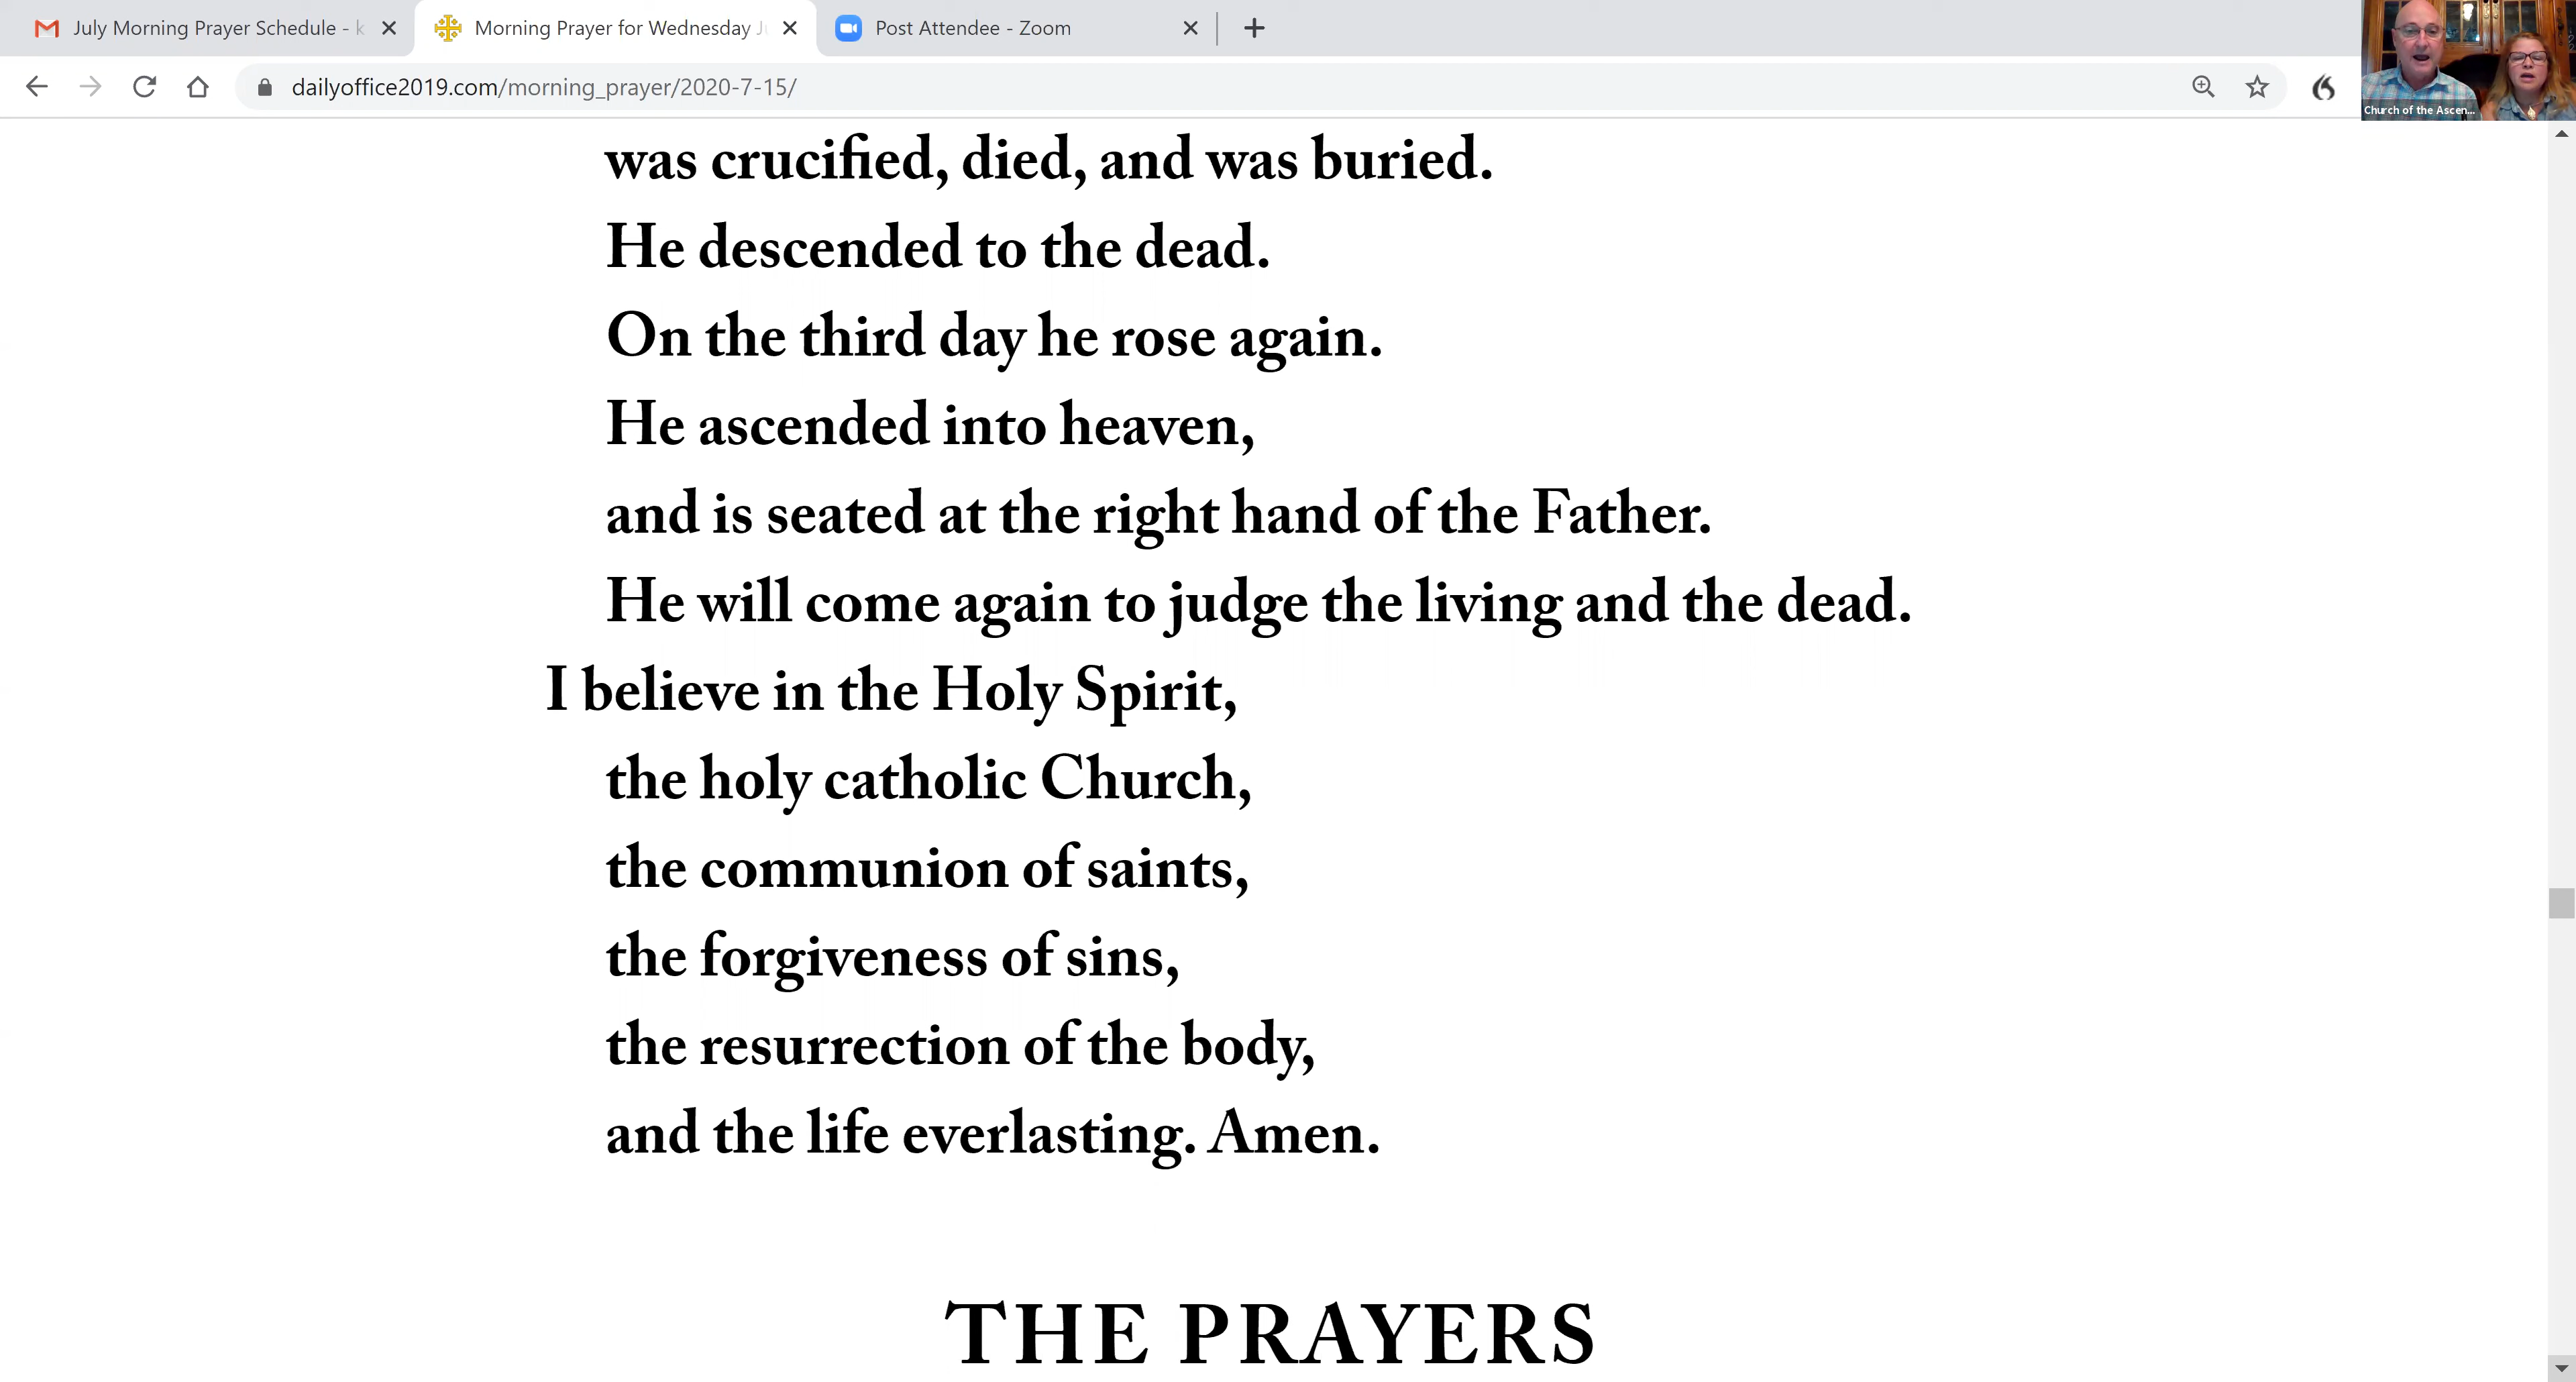 July Morning Prayer Schedule - k
Morning Prayer for Wednesday J
Post Attendee - Zoom
dailyoffice2019.com/morning_prayer/2020-7-15/
Church of the Ascen...
was crucified, died, and was buried.
He descended to the dead.
On the third day he rose again.
He ascended into heaven,
and is seated at the right hand of the Father.
He will come again to judge the living and the dead.
I believe in the Holy Spirit,
the holy catholic Church,
the communion of saints,
the forgiveness of sins,
the resurrection of the body,
and the life everlasting. Amen.
THE PRAYERS